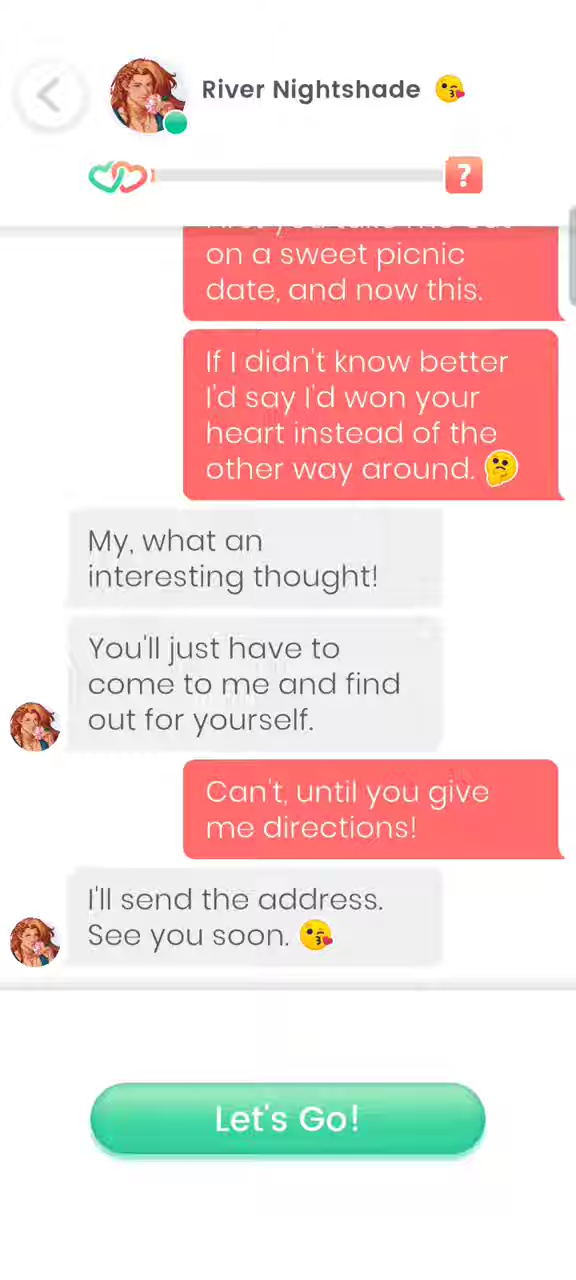 River Nightshade 😘
?
on a sweet picnic
date, and now this.
If I didn't know better
I'd say I'd won your
heart instead of the
other way around. 🤔
My, what an
interesting thought!
You'll just have to
come to me and find
out for yourself.
Can't, until you give
me directions!
I'll send the address.
See you soon. 😘
Let's Go!